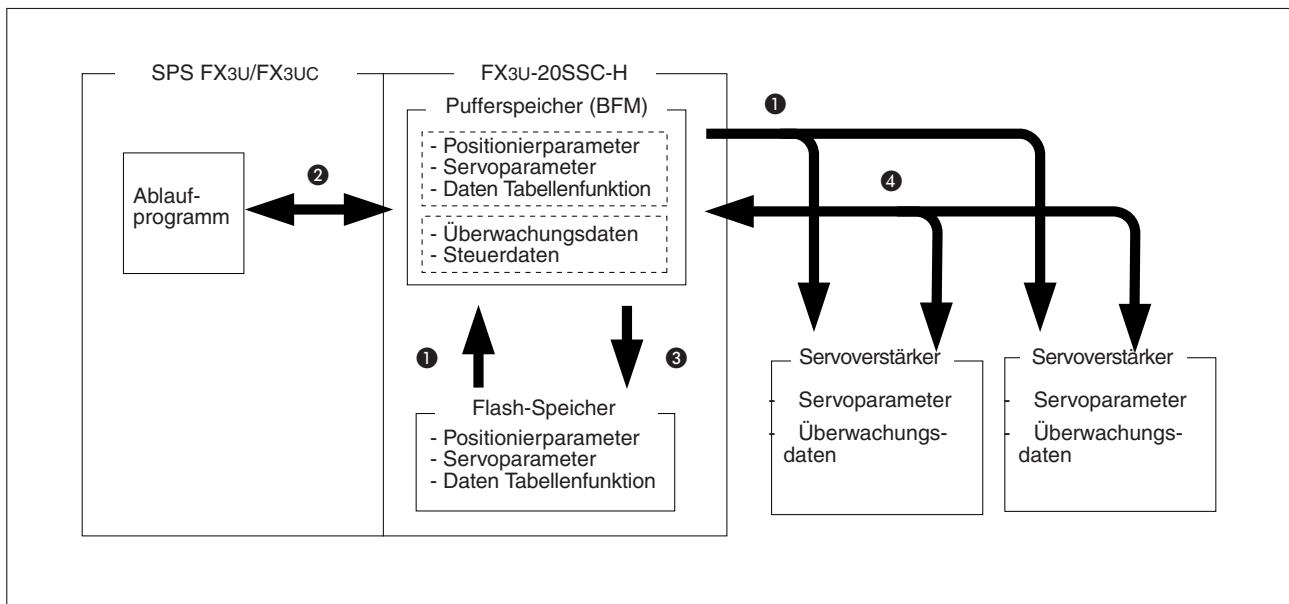 SPS FX3U/FX3UC
FX3U-20SSC-H
Pufferspeicher (BFM)
❶
- Positionierparameter
- Servoparameter
- Daten Tabellenfunktion
❷
❹
Ablauf-
programm
- Überwachungsdaten
- Steuerdaten
❶
❸
Flash-Speicher
- Positionierparameter
- Servoparameter
- Daten Tabellenfunktion
Servoverstärker
- Servoparameter
- Überwachungs-
daten
Servoverstärker
- Servoparameter
- Überwachungs-
daten